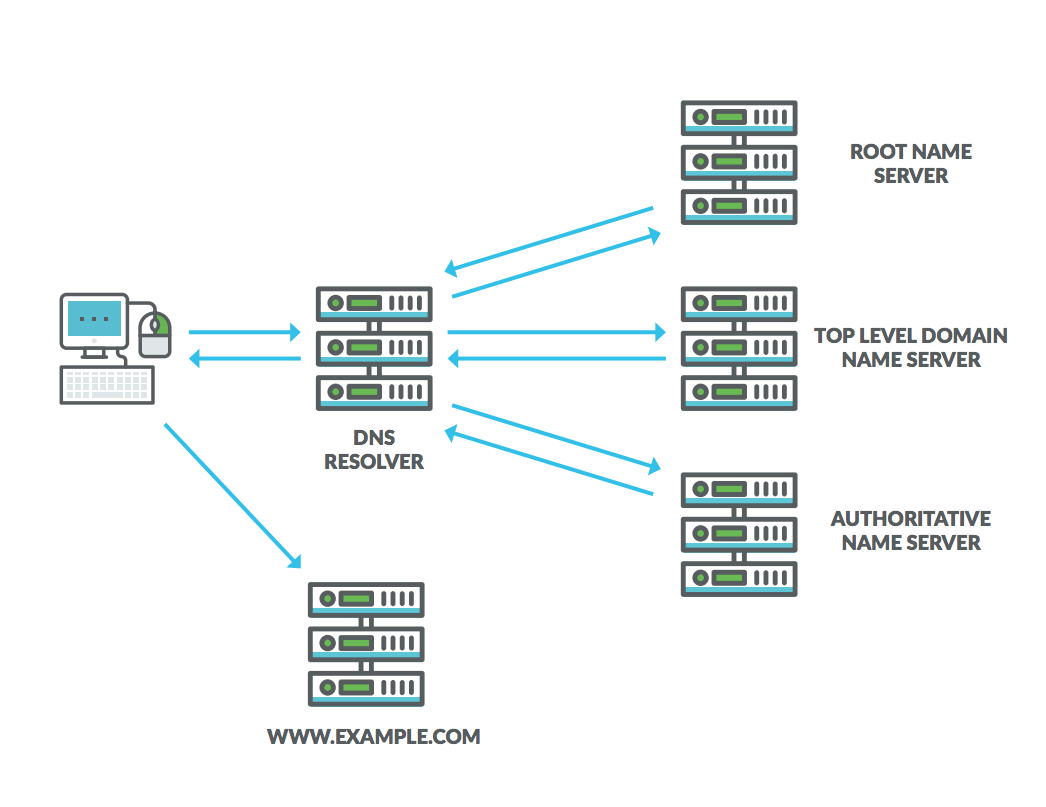 ROOT NAME
SERVER
TOP LEVEL DOMAIN
NAME SERVER
DNS
RESOLVER
AUTHORITATIVE
NAME SERVER
WWW.EXAMPLE.COM